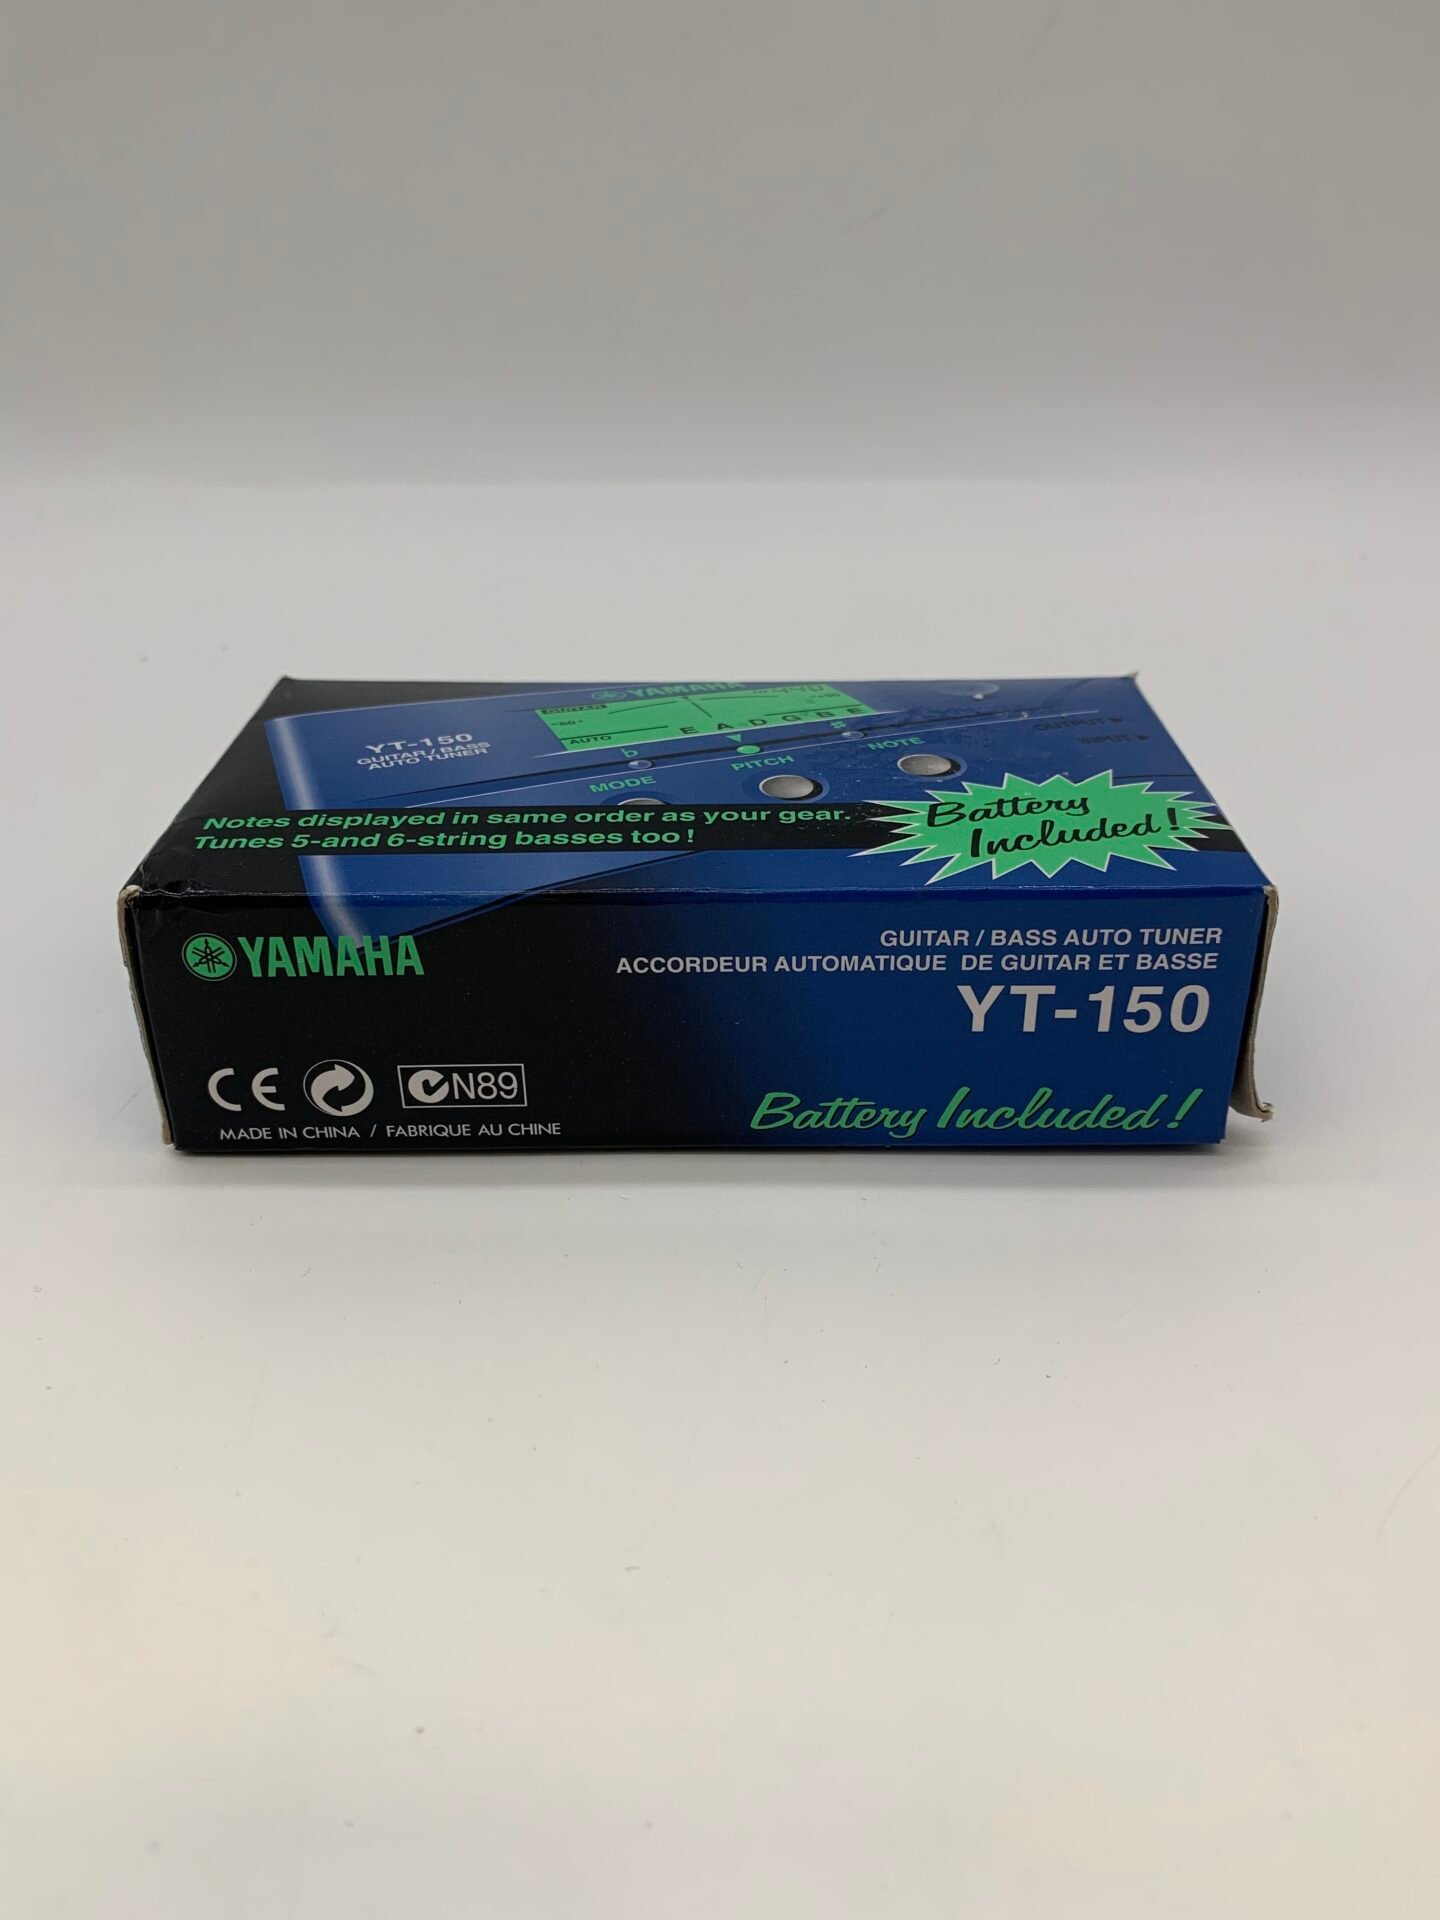 YAMAHA
GUITAR
-50
E A D G B E
AUTO
YT-150
GUITAR / BASS
AUTO TUNER
b
#
OUTPUT
INPUT
MODE
PITCH
NOTE
Notes displayed in same order as your gear.
Tunes 5-and 6-string basses too !
Battery
Included !
YAMAHA
GUITAR / BASS AUTO TUNER
ACCORDEUR AUTOMATIQUE DE GUITAR ET BASSE
YT-150
CE
N89
MADE IN CHINA / FABRIQUE AU CHINE
Battery Included !